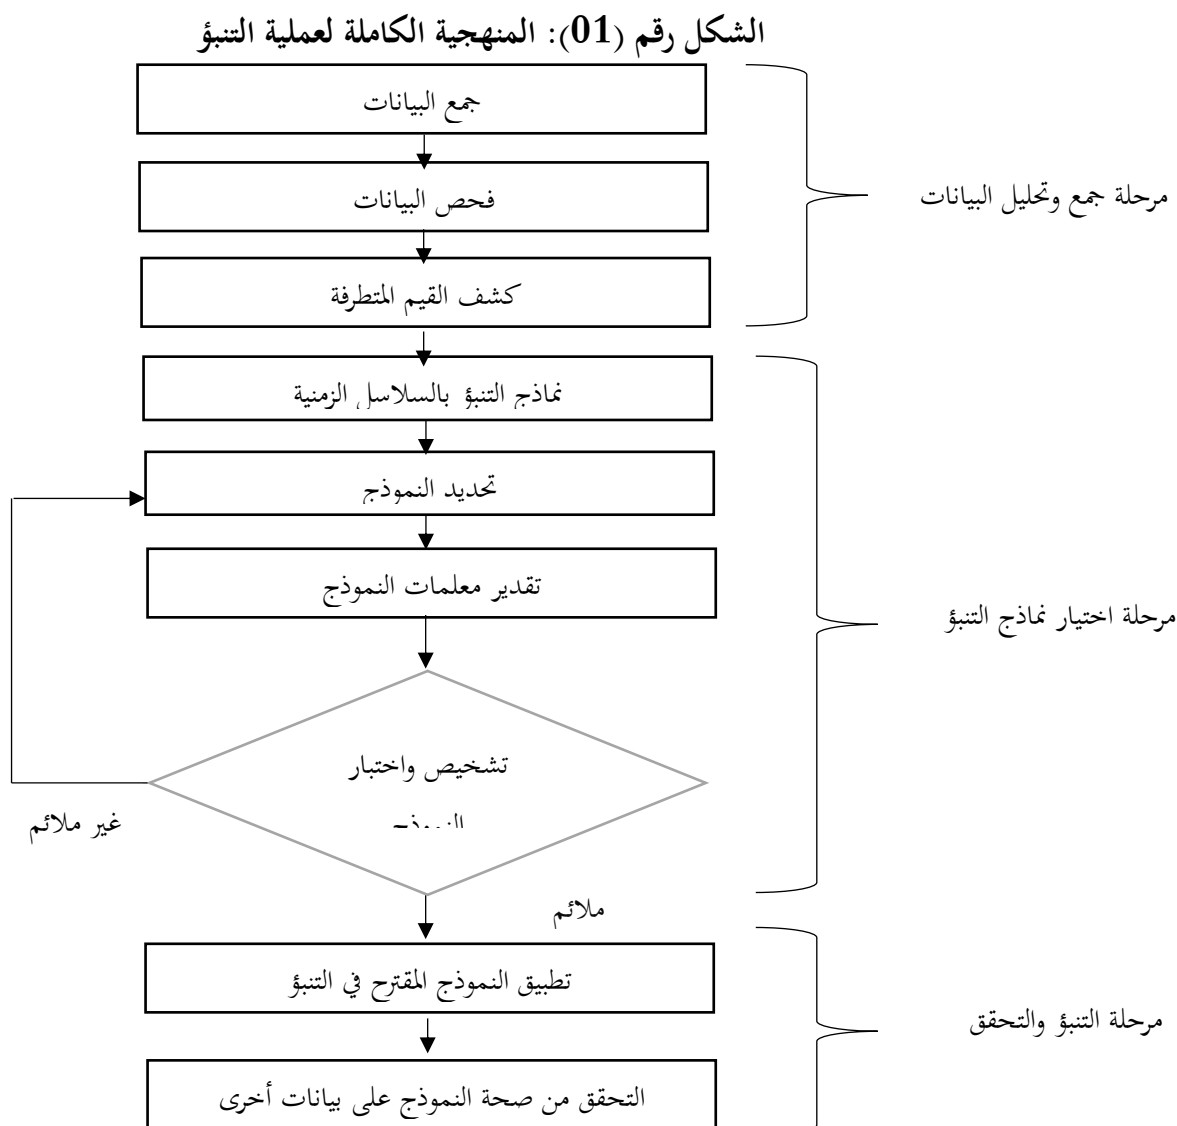 الشكل رقم (01): المنهجية الكاملة لعملية التنبؤ
جمع البيانات
فحص البيانات
كشف القيم المتطرفة
مرحلة جمع وتحليل البيانات
نماذج التنبؤ بالسلاسل الزمنية
تحديد النموذج
تقدير معلمات النموذج
تشخيص واختبار
النموذج
غير ملائم
ملائم
مرحلة اختيار نماذج التنبؤ
تطبيق النموذج المقترح في التنبؤ
التحقق من صحة النموذج على بيانات أخرى
مرحلة التنبؤ والتحقق